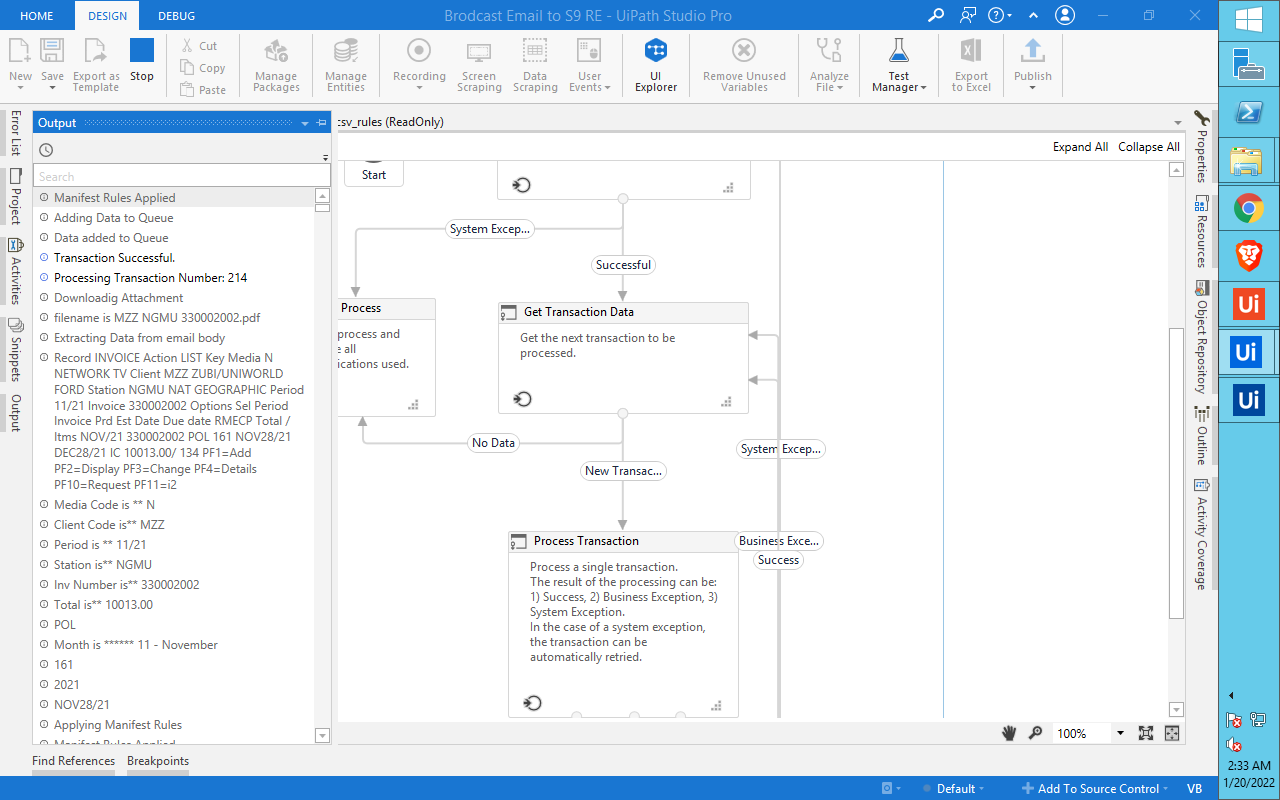 HOME
DESIGN
DEBUG
Brodcast Email to S9 RE - UiPath Studio Pro
New
Save
Export as
Template
Stop
Cut
Copy
Paste
Manage
Packages
Manage
Entities
Recording
Screen
Scraping
Data
Scraping
User
Events
UI
Explorer
Remove Unused
Variables
Analyze
File
Test
Manager
Export
to Excel
Publish
Error List
Project
Activities
Snippets
Output
Output
Search
Manifest Rules Applied
Adding Data to Queue
Data added to Queue
Transaction Successful.
Processing Transaction Number: 214
Downloadig Attachment
filename is MZZ NGMU 330002002.pdf
Extracting Data from email body
Record INVOICE Action LIST Key Media N
NETWORK TV Client MZZ ZUBI/UNIWORLD
FORD Station NGMU NAT GEOGRAPHIC Period
11/21 Invoice 330002002 Options Sel Period
Invoice Prd Est Date Due date RMECP Total /
Itms NOV/21 330002002 POL 161 NOV28/21
DEC28/21 IC 10013.00/ 134 PF1=Add
PF2=Display PF3=Change PF4=Details
PF10=Request PF11=i2
Media Code is ** N
Client Code is** MZZ
Period is ** 11/21
Station is** NGMU
Inv Number is** 330002002
Total is** 10013.00
POL
Month is ****** 11 - November
161
2021
NOV28/21
Applying Manifest Rules
Manifest Rules Applied
Find References
Breakpoints
csv_rules (ReadOnly)
Expand All
Collapse All
Start
System Excep...
Successful
Process
process and
e all
ications used.
Get Transaction Data
Get the next transaction to be
processed.
No Data
New Transac...
System Excep...
Process Transaction
Process a single transaction.
The result of the processing can be:
1) Success, 2) Business Exception, 3)
System Exception.
In the case of a system exception,
the transaction can be
automatically retried.
Business Exce...
Success
100%
Properties
Resources
Object Repository
Outline
Activity Coverage
Default
Add To Source Control
VB
Ui
Ui
Ui
2:33 AM
1/20/2022